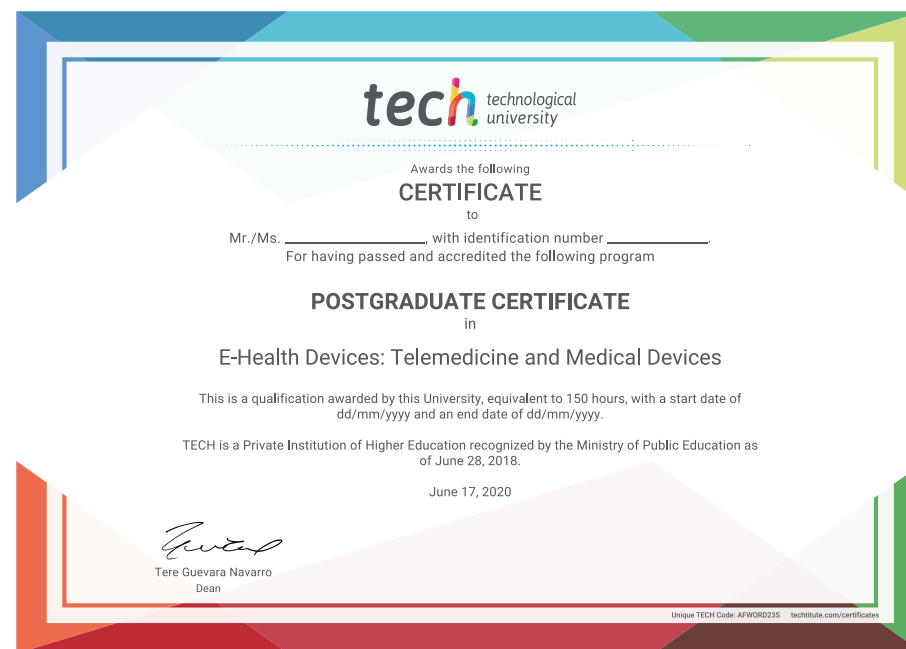 tech technological
university
Awards the following
CERTIFICATE
to
Mr./Ms. ____________________, with identification number ______________.
For having passed and accredited the following program
POSTGRADUATE CERTIFICATE
in
E-Health Devices: Telemedicine and Medical Devices
This is a qualification awarded by this University, equivalent to 150 hours, with a start date of
dd/mm/yyyy and an end date of dd/mm/yyyy.
TECH is a Private Institution of Higher Education recognized by the Ministry of Public Education as
of June 28, 2018.
June 17, 2020
Tere Guevara Navarro
Dean
Unique TECH Code: AFWORD23S techtitute.com/certificates